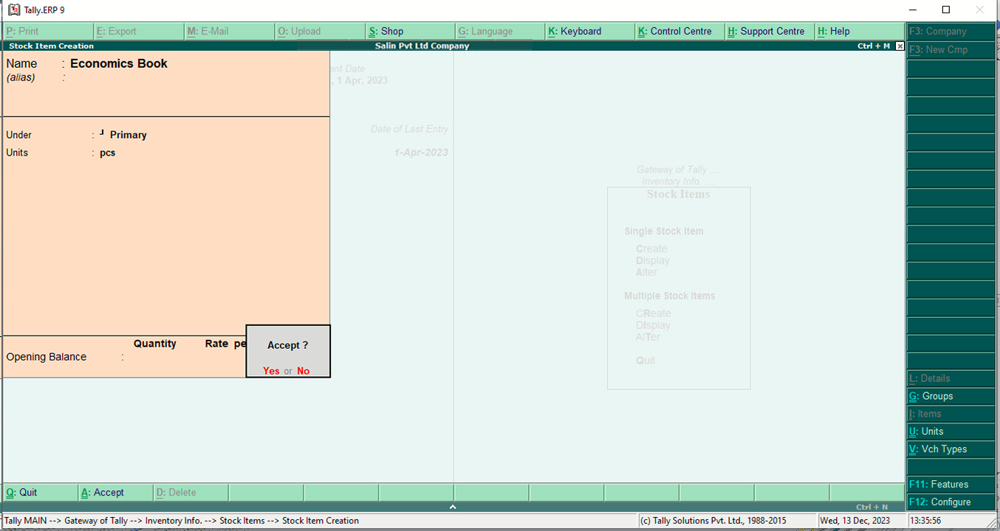 Tally.ERP 9
P: Print E: Export M: E-Mail O: Upload S: Shop G: Language K: Keyboard K: Control Centre H: Support Centre H: Help
Stock Item Creation Salin Pvt Ltd Company Ctrl + M
Name : Economics Book
(alias) :
ent Date
, 1 Apr, 2023
Under : ┘ Primary
Units : pcs
Date of Last Entry
1-Apr-2023
Gateway of Tally ....
Inventory Info. ....
Stock Items
Single Stock Item
Create
Display
Alter
Multiple Stock Items
CReate
DIsplay
AlTer
Quit
Quantity Rate pe
Opening Balance :
Accept ?
Yes or No
F3: Company
F3: New Cmp
L: Details
G: Groups
I: Items
U: Units
V: Vch Types
F11: Features
F12: Configure
Q: Quit A: Accept D: Delete
Ctrl + N
Tally MAIN --> Gateway of Tally --> Inventory Info. --> Stock Items --> Stock Item Creation (c) Tally Solutions Pvt. Ltd., 1988-2015 Wed, 13 Dec, 2023 13:35:56